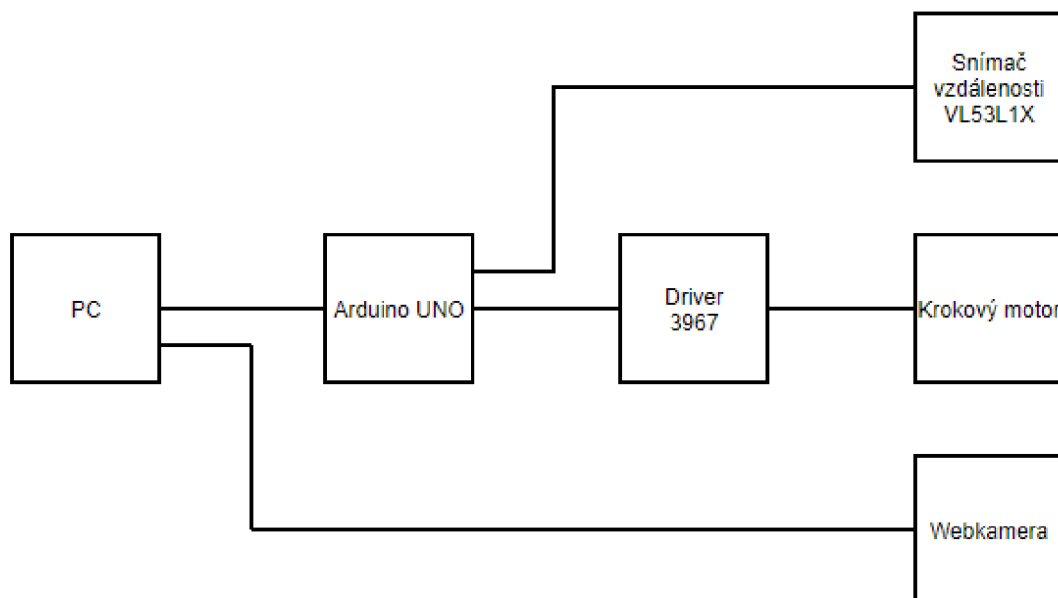 Snímač
vzdálenosti
VL53L1X
PC
Arduino UNO
Driver
3967
Krokový motor
Webkamera